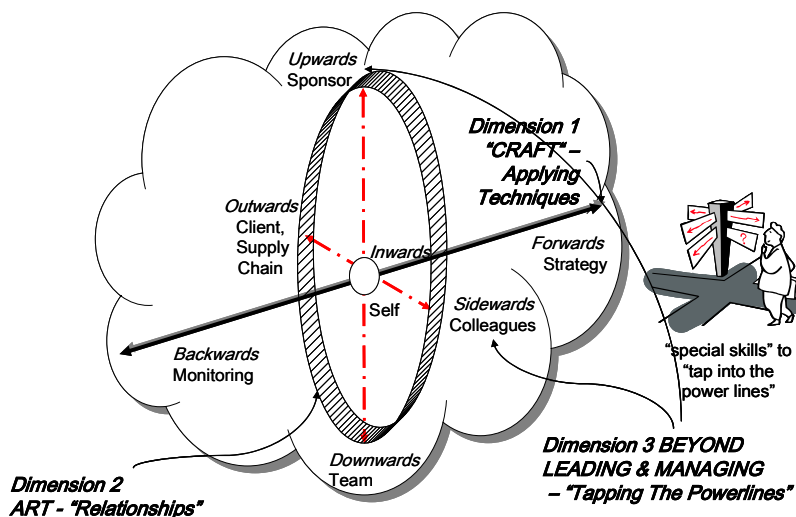 Upwards
Sponsor
Dimension 1
"CRAFT" –
Applying
Techniques
Outwards
Client,
Supply
Chain
Inwards
Forwards
Strategy
?
Self
Sidewards
Colleagues
Backwards
Monitoring
"special skills" to
"tap into the
power lines"
Downwards
Team
Dimension 3 BEYOND
LEADING & MANAGING
– "Tapping The Powerlines"
Dimension 2
ART - "Relationships"